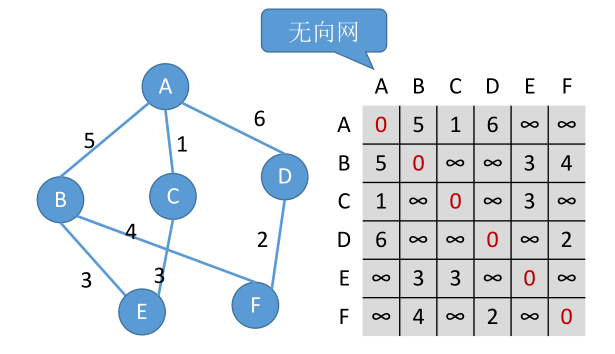 无向网
A B C D E F
A 0 5 1 6 ∞ ∞
B 5 0 ∞ ∞ 3 4
C 1 ∞ 0 ∞ 3 ∞
D 6 ∞ ∞ 0 ∞ 2
E ∞ 3 3 ∞ 0 ∞
F ∞ 4 ∞ 2 ∞ 0
A
5
1
6
B
C
D
4
2
3
3
E
F